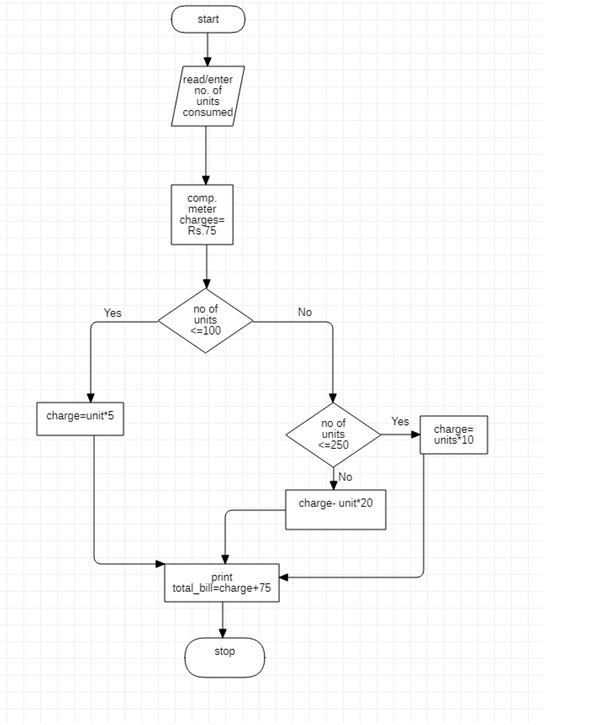 start
read/enter
no. of
units
consumed
comp.
meter
charges=
Rs.75
no of
units
<=100
Yes
No
charge=unit*5
no of
units
<=250
Yes
charge=
units*10
No
charge- unit*20
print
total_bill=charge+75
stop